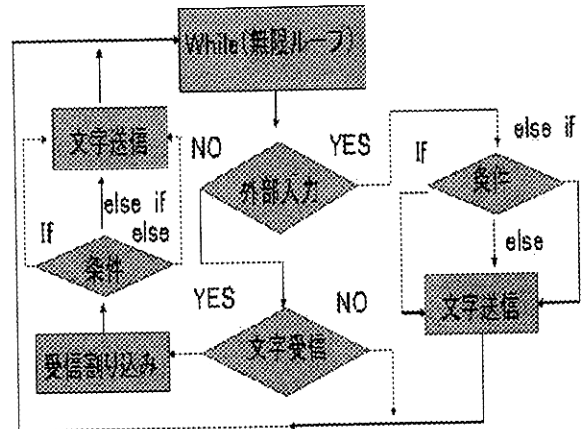 While(無限ループ)
文字送信
NO
YES
else if
If
外部入力
条件
If
else if
else
条件
else
YES
NO
文字送信
受信割り込み
文字受信